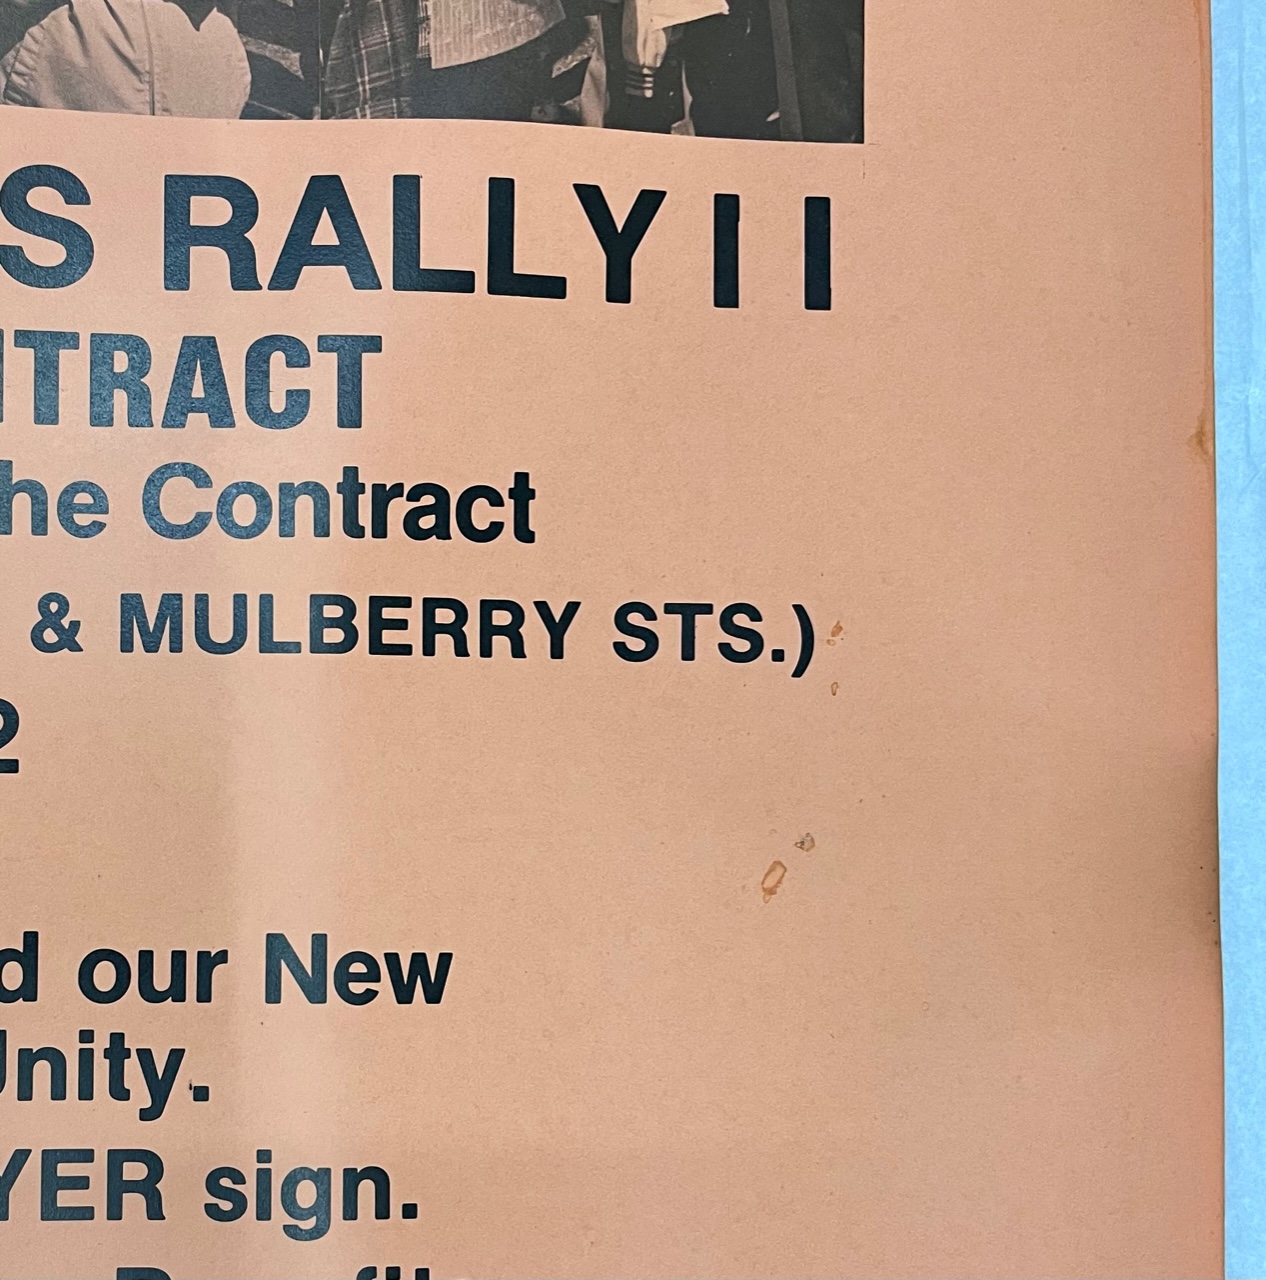 S RALLY I I
NTRACT
he Contract
& MULBERRY STS.)
2
d our New
Unity.
YER sign.